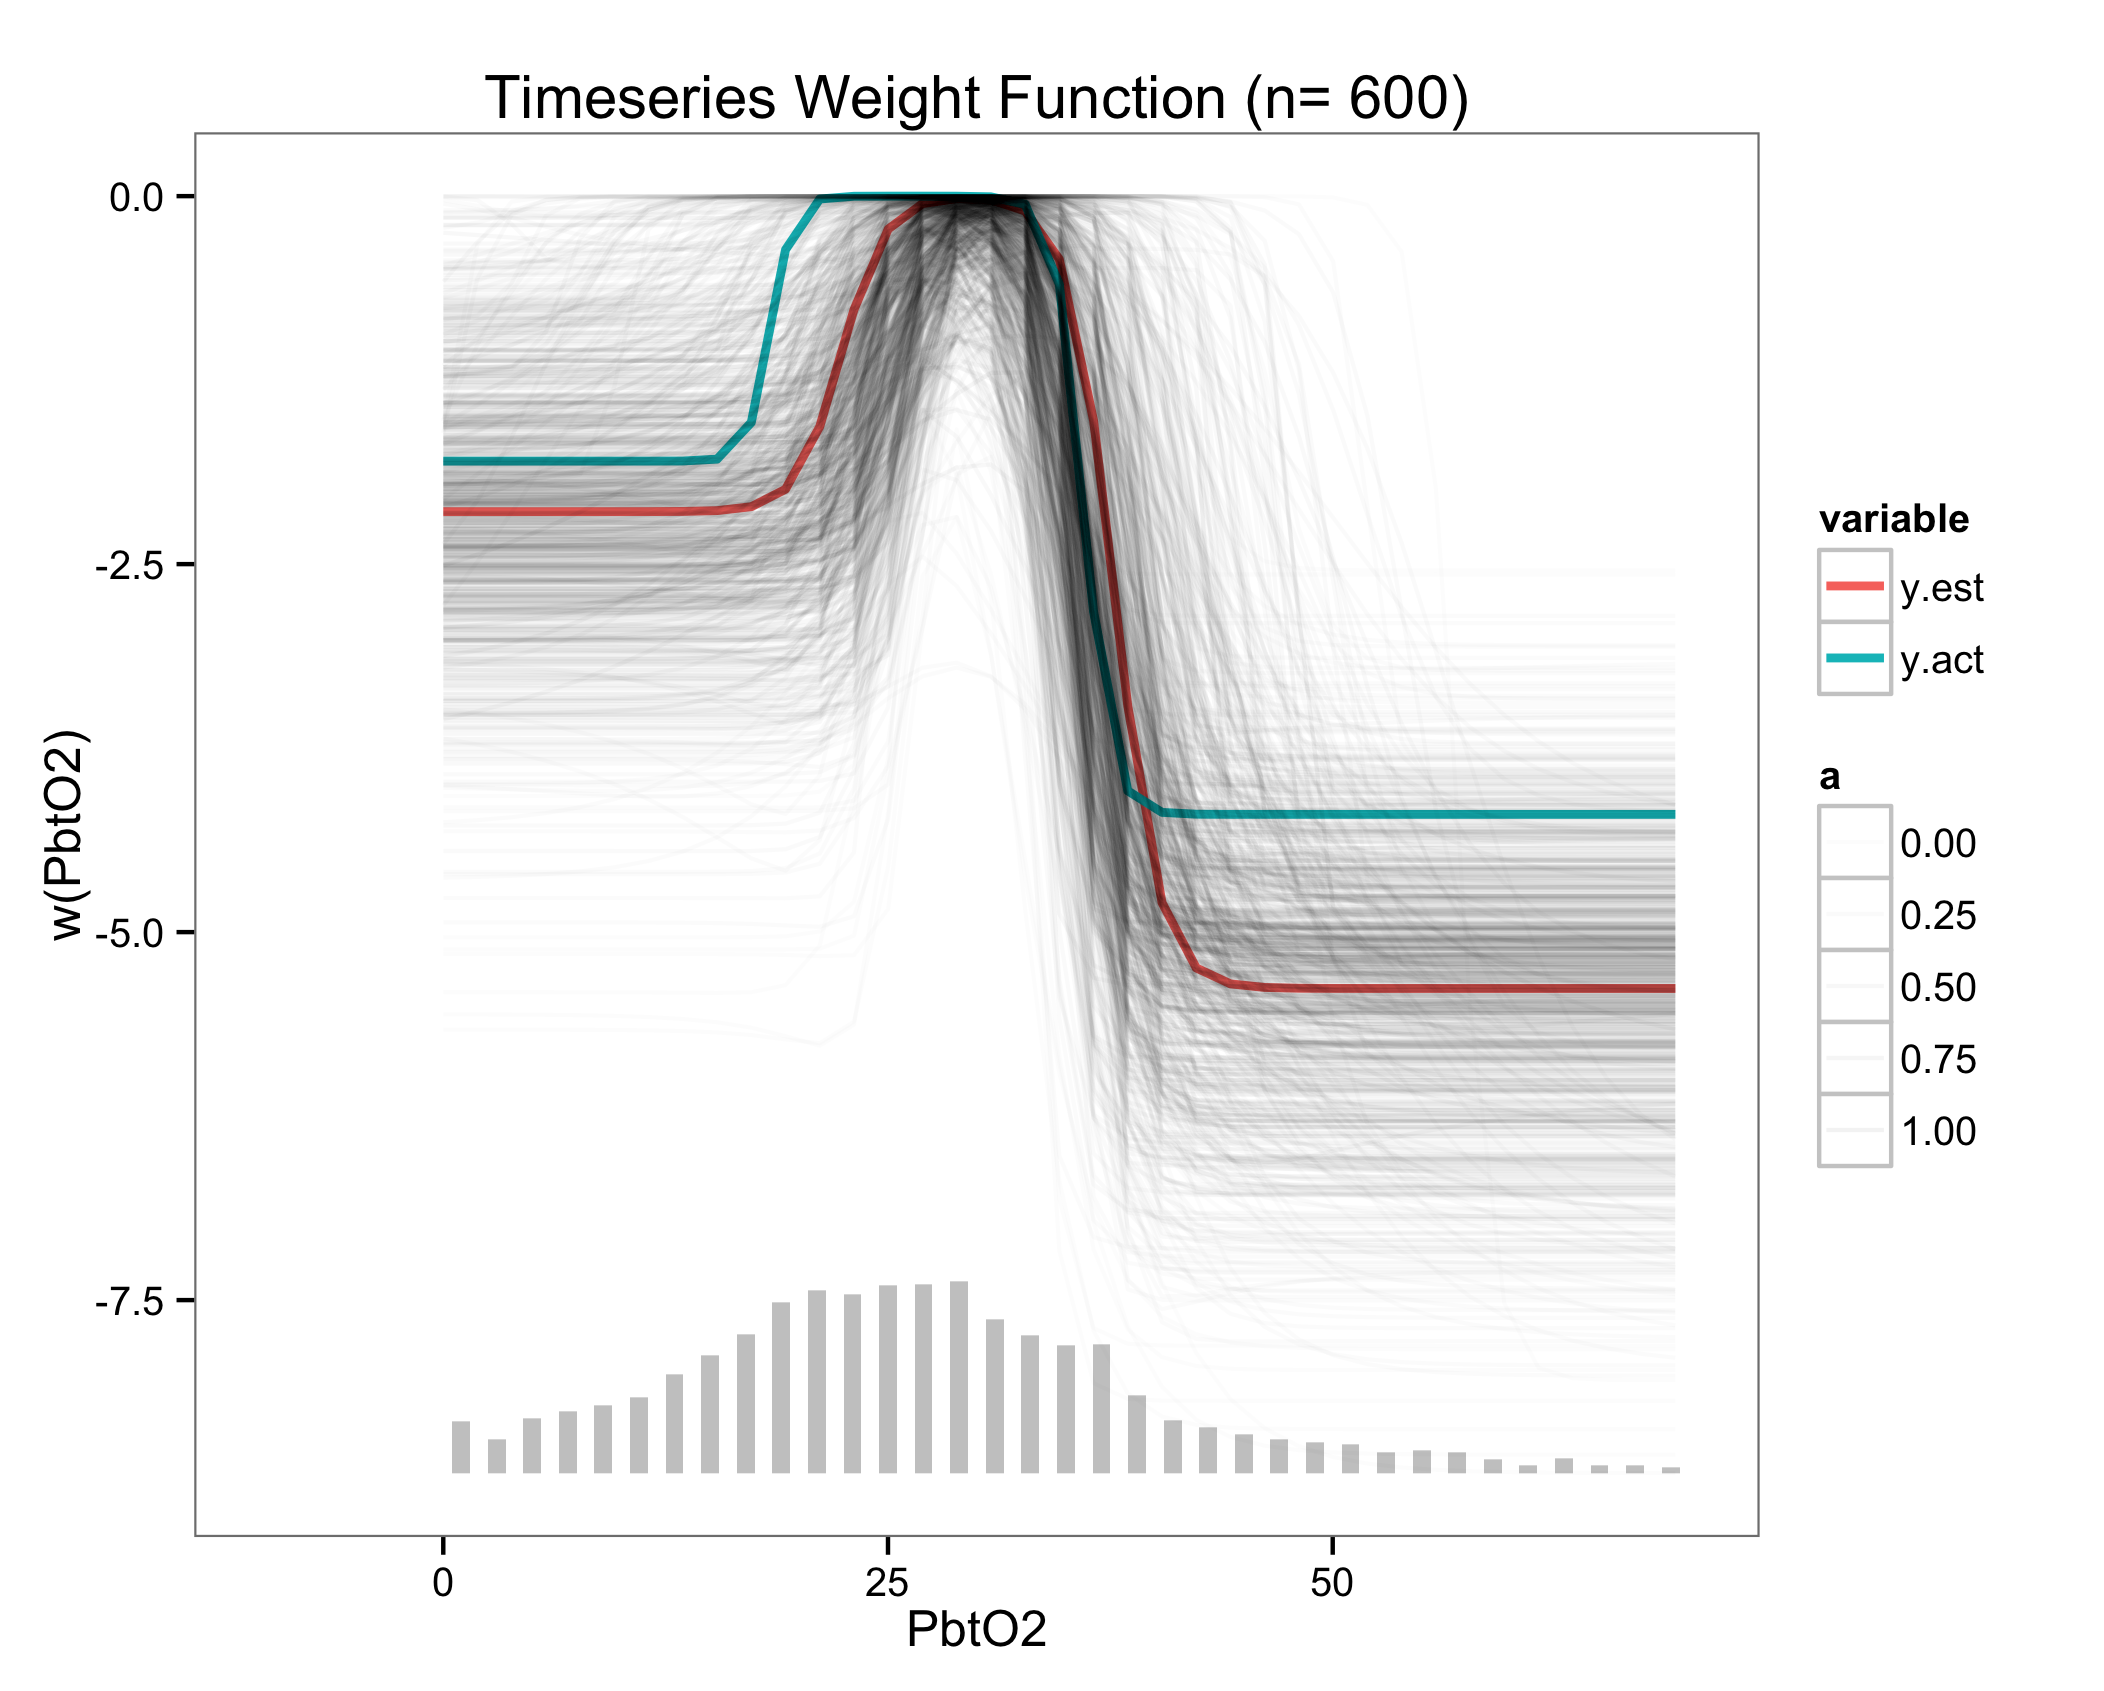 Timeseries Weight Function (n= 600)
w(PbtO2)
0.0
-2.5
-5.0
-7.5
0
25
50
PbtO2
variable
y.est
y.act
a
0.00
0.25
0.50
0.75
1.00